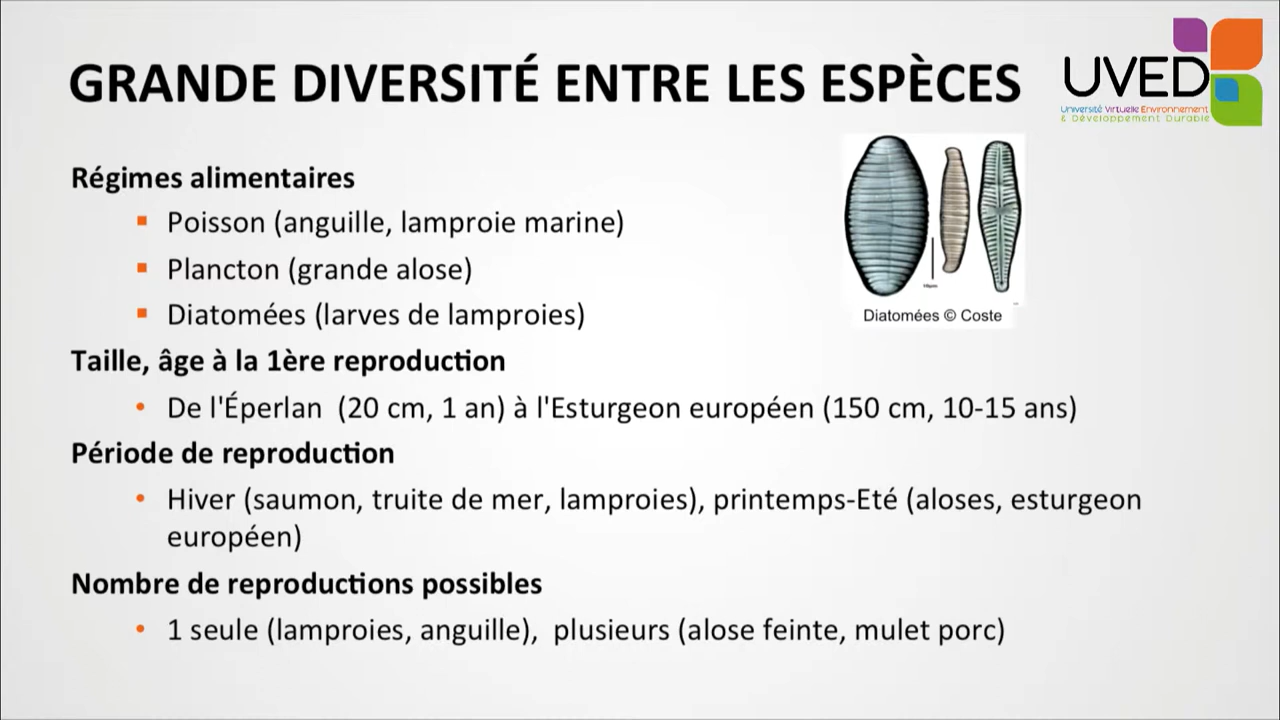 GRANDE DIVERSITÉ ENTRE LES ESPÈCES
UVED
Université Virtuelle Environnement
& Développement Durable
Régimes alimentaires
Poisson (anguille, lamproie marine)
Plancton (grande alose)
Diatomées (larves de lamproies)
10µm
Diatomées © Coste
Taille, âge à la 1ère reproduction
De l'Éperlan (20 cm, 1 an) à l'Esturgeon européen (150 cm, 10-15 ans)
Période de reproduction
Hiver (saumon, truite de mer, lamproies), printemps-Eté (aloses, esturgeon
européen)
Nombre de reproductions possibles
1 seule (lamproies, anguille), plusieurs (alose feinte, mulet porc)